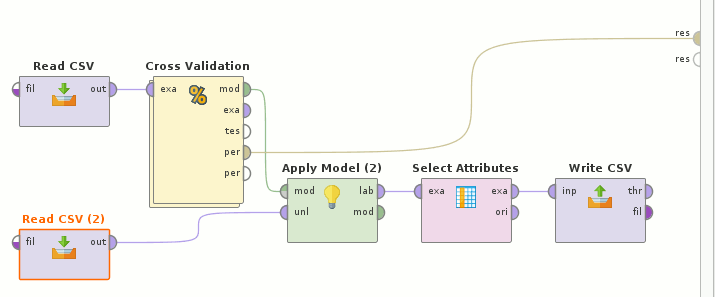 res
res
Read CSV
fil out
Cross Validation
exa mod
exa
tes
per
per
%
Apply Model (2)
mod lab
unl mod
Select Attributes
exa exa
ori
Write CSV
inp thr
fil
Read CSV (2)
fil out